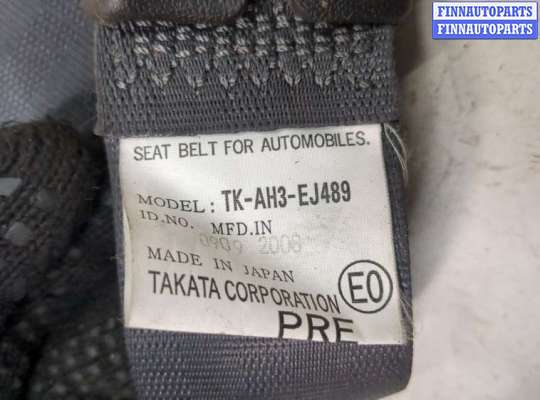 FINNAUTOPARTS
FINNAUTOPARTS
SEAT BELT FOR AUTOMOBILES.
MODEL: TK-AH3-EJ489
ID.NO. MFD.IN
0909 2008
MADE IN JAPAN
TAKATA CORPORATION
E0
PRE